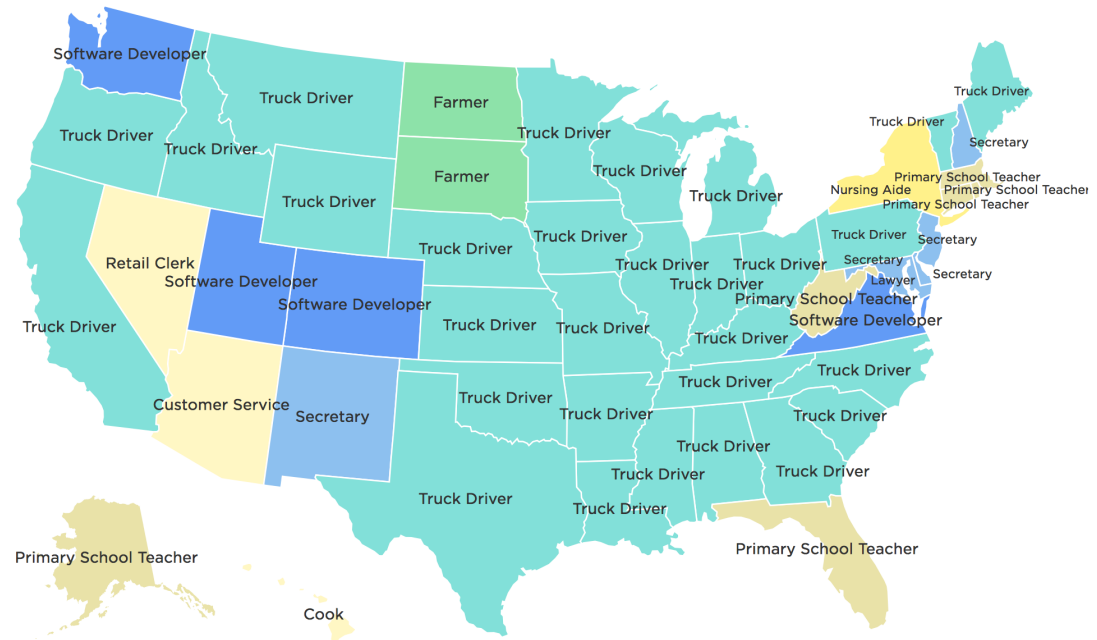 Software Developer
Truck Driver
Farmer
Truck Driver
Truck Driver
Secretary
Truck Driver
Truck Driver
Truck Driver
Truck Driver
Farmer
Primary School Teacher
Nursing Aide
Primary School Teacher
Truck Driver
Truck Driver
Primary School Teacher
Truck Driver
Truck Driver
Truck Driver
Secretary
Truck Driver
Retail Clerk
Truck Driver
Truck Driver
Secretary
Secretary
Software Developer
Truck Driver
Lawyer
Software Developer
Primary School Teacher
Truck Driver
Truck Driver
Truck Driver
Software Developer
Truck Driver
Truck Driver
Truck Driver
Customer Service
Truck Driver
Secretary
Truck Driver
Truck Driver
Truck Driver
Truck Driver
Truck Driver
Truck Driver
Truck Driver
Primary School Teacher
Primary School Teacher
Cook